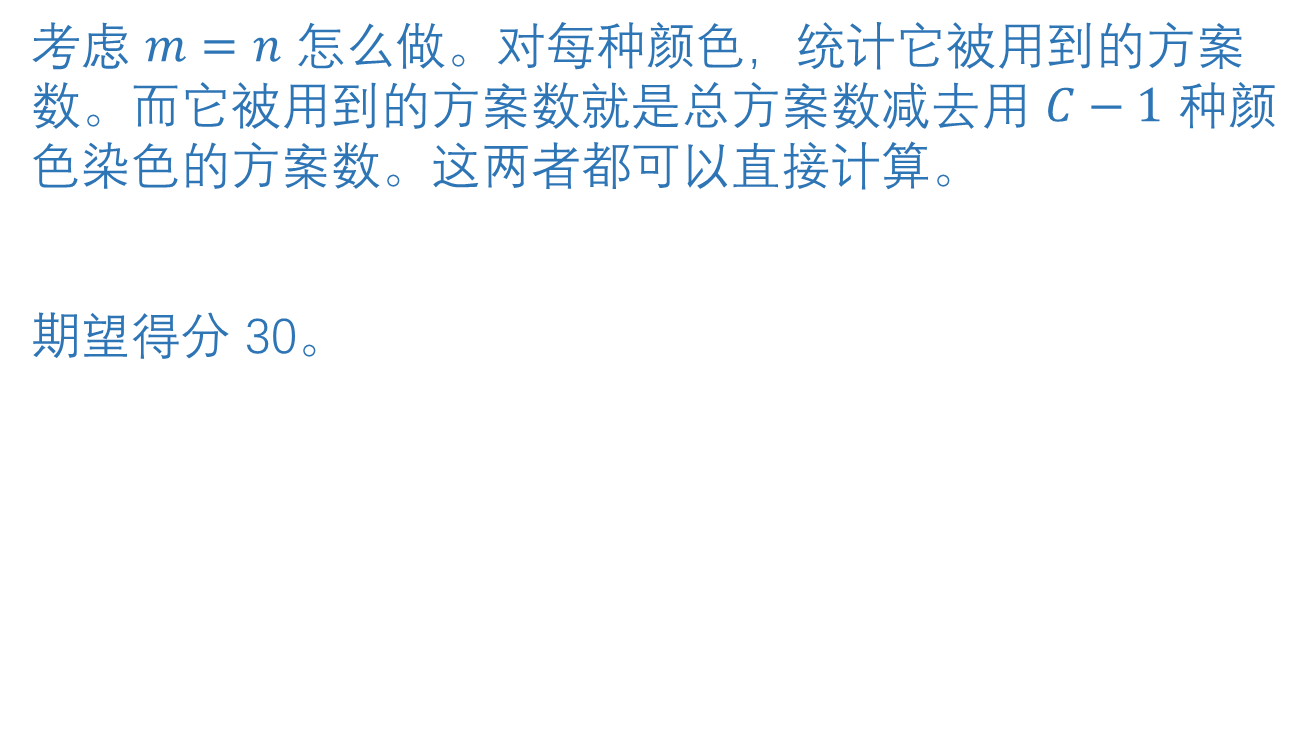 考虑 m = n 怎么做。对每种颜色，统计它被用到的方案
数。而它被用到的方案数就是总方案数减去用 C − 1 种颜
色染色的方案数。这两者都可以直接计算。
期望得分 30。